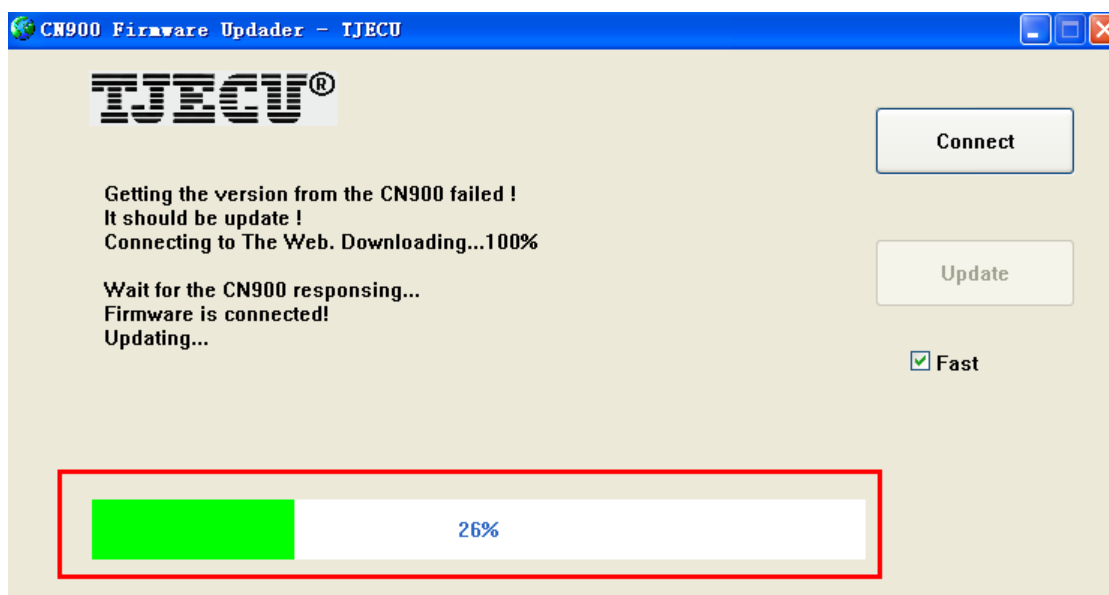 CN900 Firmware Updader - TJECU
TJECU®
Connect
Getting the version from the CN900 failed !
It should be update !
Connecting to The Web. Downloading...100%
Update
Wait for the CN900 responsing...
Firmware is connected!
Updating...
Fast
26%